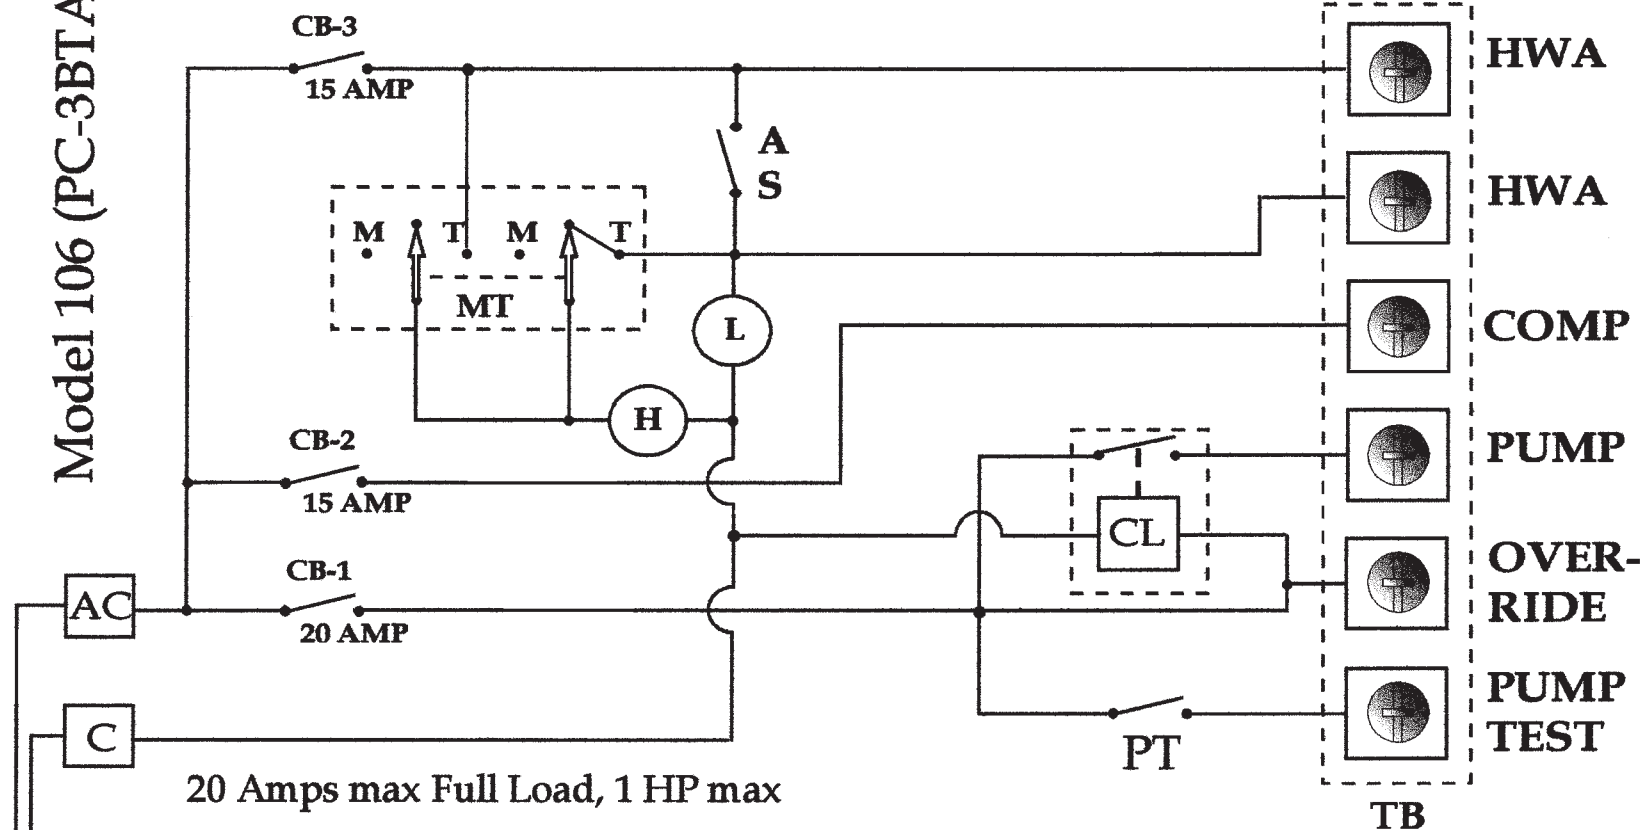 Model 106 (PC-3BTA
CB-3
15 AMP
HWA
A
S
HWA
M
T
M
T
MT
L
COMP
H
CB-2
15 AMP
PUMP
CL
CB-1
20 AMP
OVER-
RIDE
AC
PUMP
TEST
PT
C
20 Amps max Full Load, 1 HP max
TB